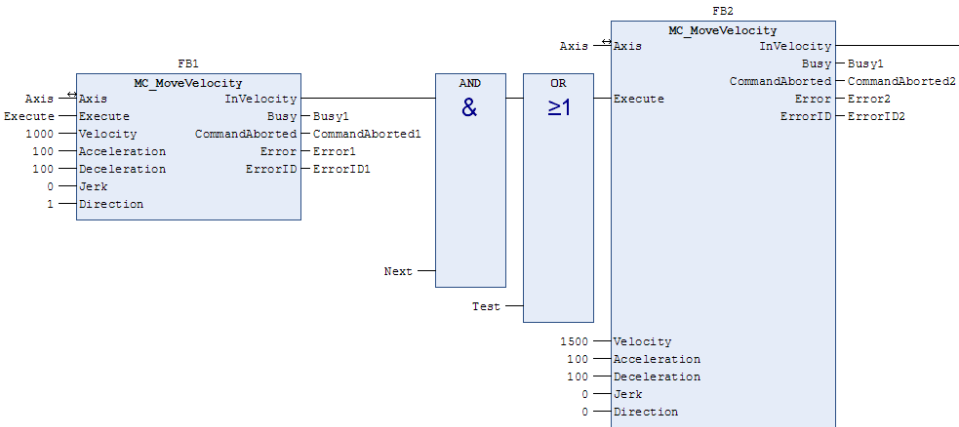 FB1
MC_MoveVelocity
Axis Axis InVelocity
Execute Execute Busy Busy1
1000 Velocity CommandAborted CommandAborted1
100 Acceleration Error Error1
100 Deceleration ErrorID ErrorID1
0 Jerk
1 Direction
AND
&
Next
OR
≥1
Test
FB2
MC_MoveVelocity
Axis Axis InVelocity
Busy Busy1
CommandAborted CommandAborted2
Execute Error Error2
ErrorID ErrorID2
1500 Velocity
100 Acceleration
100 Deceleration
0 Jerk
0 Direction